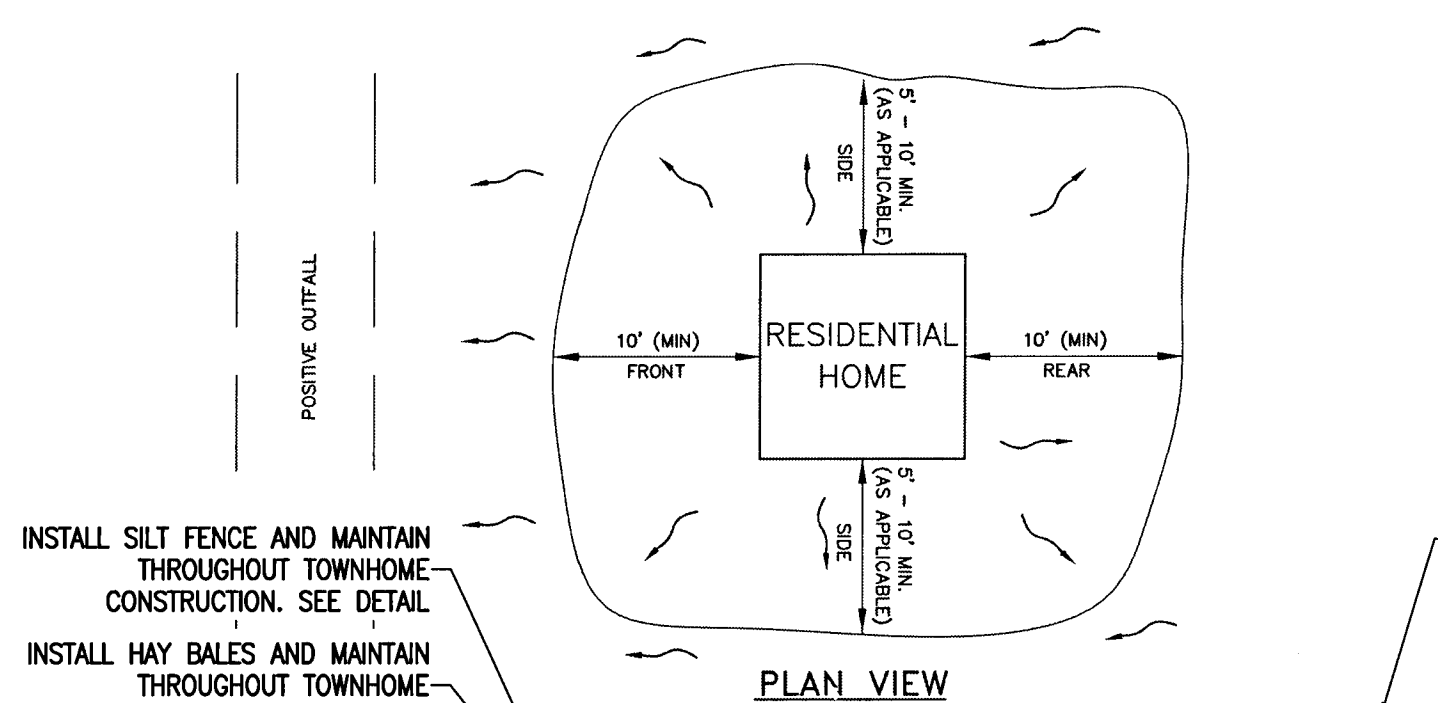 5' - 10' MIN.
(AS APPLICABLE)
SIDE
POSITIVE OUTFALL
10' (MIN)
FRONT
RESIDENTIAL
HOME
10' (MIN)
REAR
5' - 10' MIN.
(AS APPLICABLE)
SIDE
INSTALL SILT FENCE AND MAINTAIN
THROUGHOUT TOWNHOME
CONSTRUCTION. SEE DETAIL
INSTALL HAY BALES AND MAINTAIN
THROUGHOUT TOWNHOME
PLAN VIEW